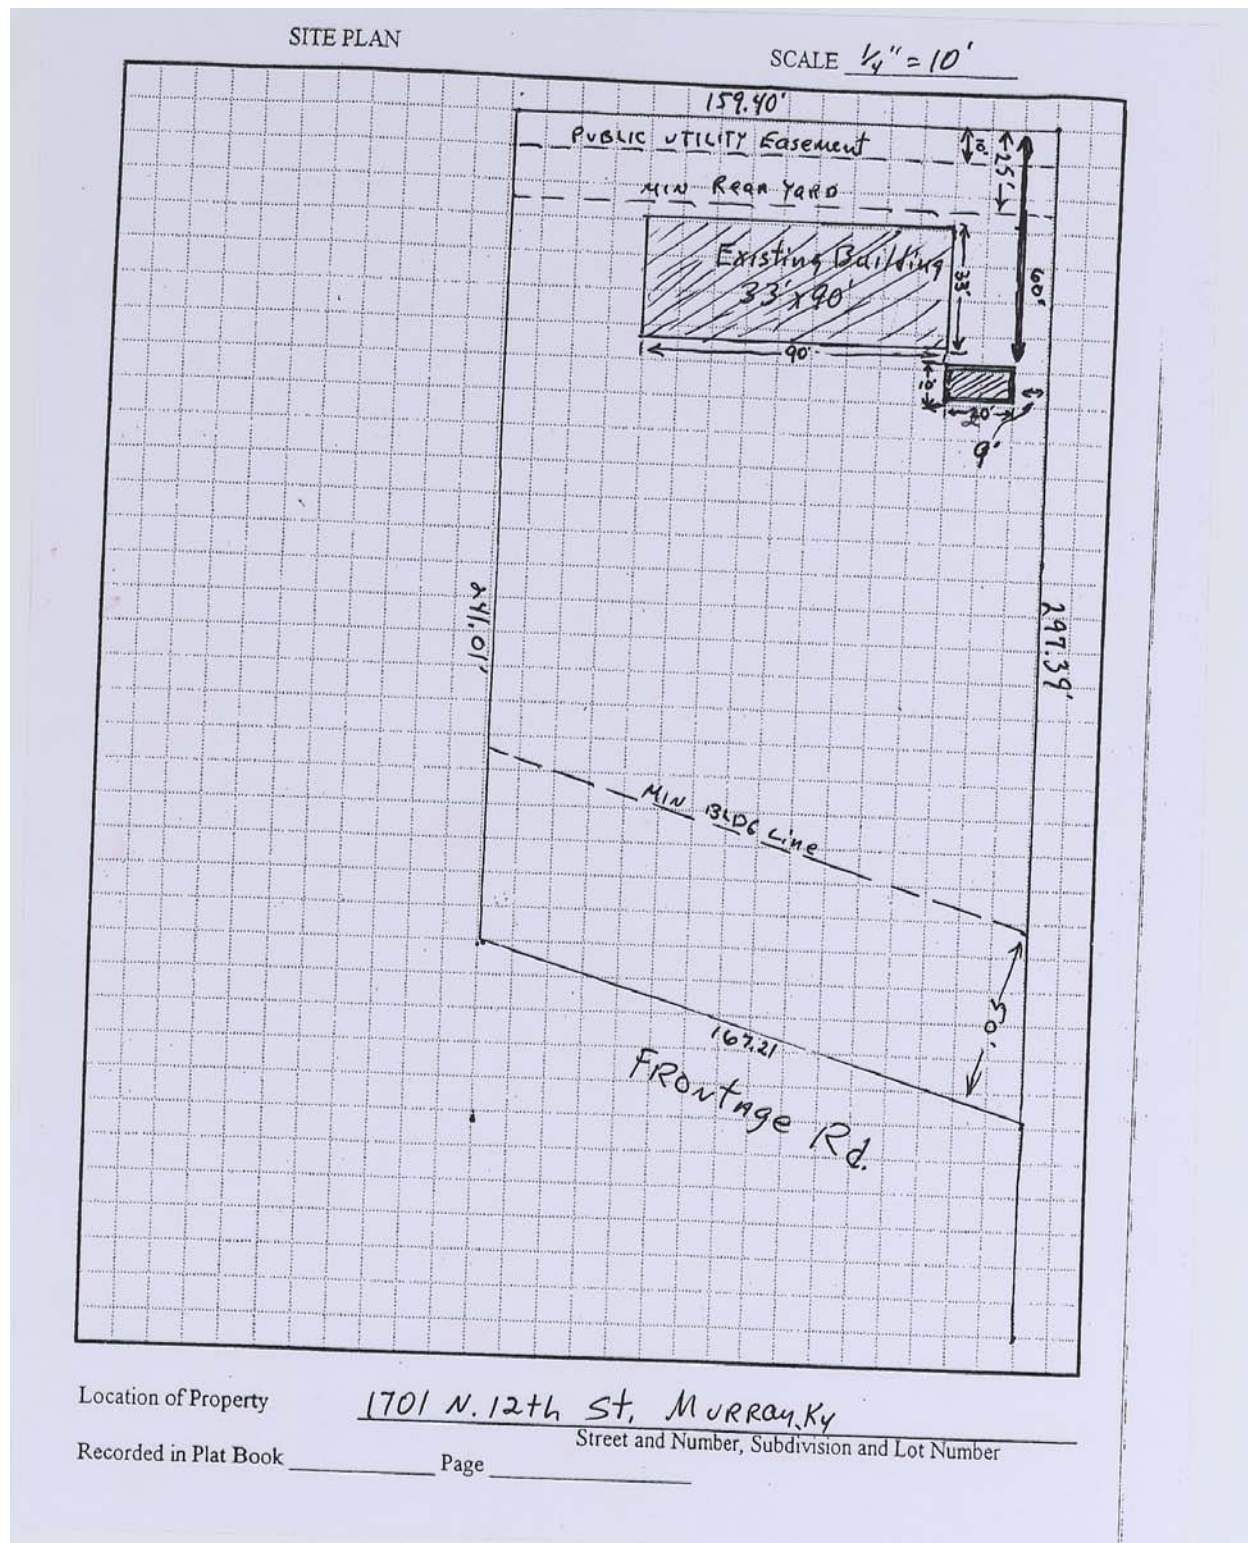 SITE PLAN
SCALE 1/4" = 10'
159.40'
PUBLIC UTILITY Easement
10'
25'
MIN Rear YARD
Existing Building
33' x 90'
33'
60'
90'
10'
20'
9'
241.01'
297.39'
MIN BLDG Line
50'
167.21
FRONTAGE Rd.
Location of Property 1701 N. 12th St. MURRAY, Ky
Street and Number, Subdivision and Lot Number
Recorded in Plat Book
Page